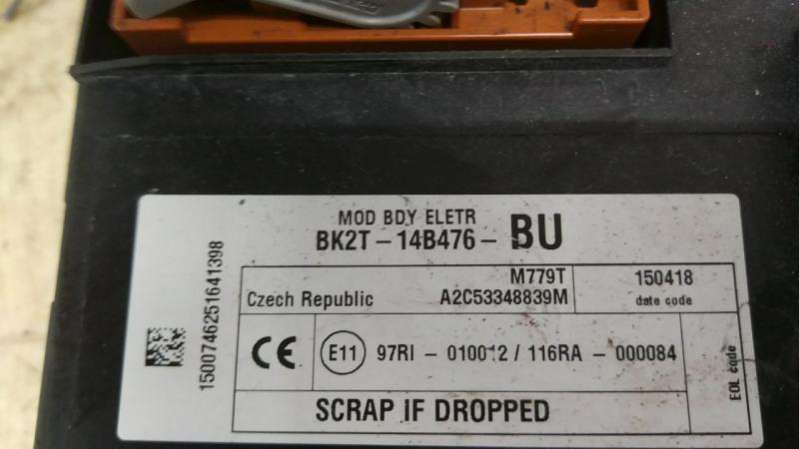 MOD BDY ELETR
BK2T-14B476-BU
M779T
Czech Republic A2C53348839M
150418
date code
CE E11 97RI-010012/116RA-000084
EOL code
SCRAP IF DROPPED
1500746251641398